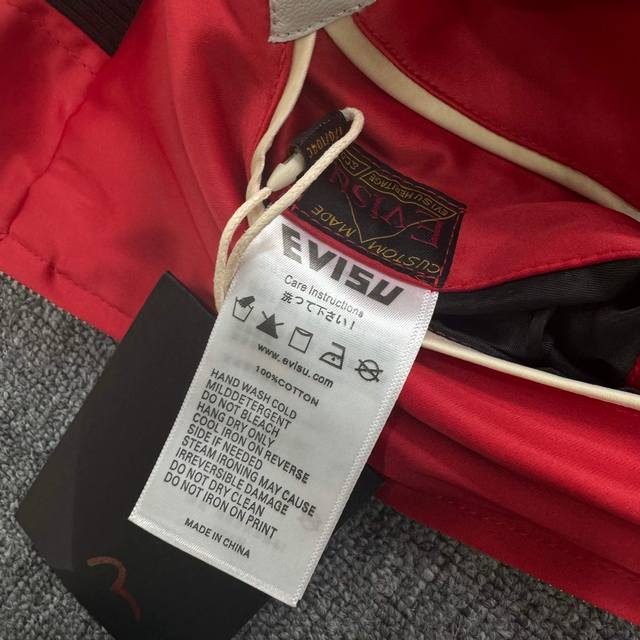 EVISU
Care Instructions
洗って下さい!
www.evisu.com
100%COTTON
HAND WASH COLD
MILDDETERGENT
DO NOT BLEACH
HANG DRY ONLY
COOL IRON ON REVERSE
SIDE IF NEEDED
STEAM IRONING MAY CAUSE
IRREVERSIBLE DAMAGE
DO NOT DRY CLEAN
DO NOT IRON ON PRINT
MADE IN CHINA
Evisu
CUSTOMY MADE